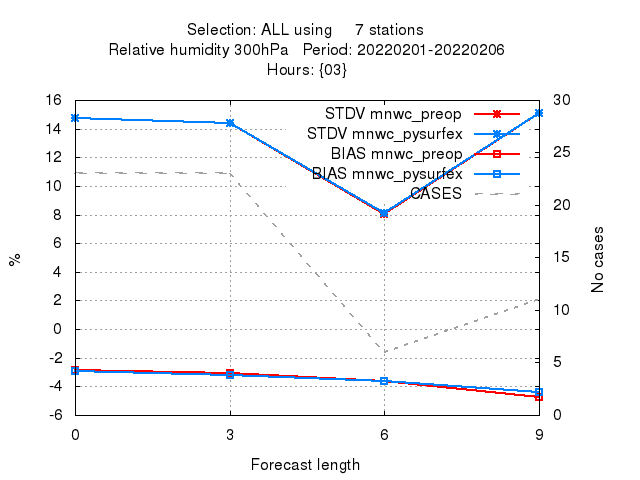 Selection: ALL using 7 stations
Relative humidity 300hPa Period: 20220201-20220206
Hours: {03}
STDV mnwc_preop
STDV mnwc_pysurfex
BIAS mnwc_preop
BIAS mnwc_pysurfex
CASES
16
14
12
10
8
6
4
2
0
-2
-4
-6
%
30
25
20
15
10
5
0
No cases
0 3 6 9
Forecast length